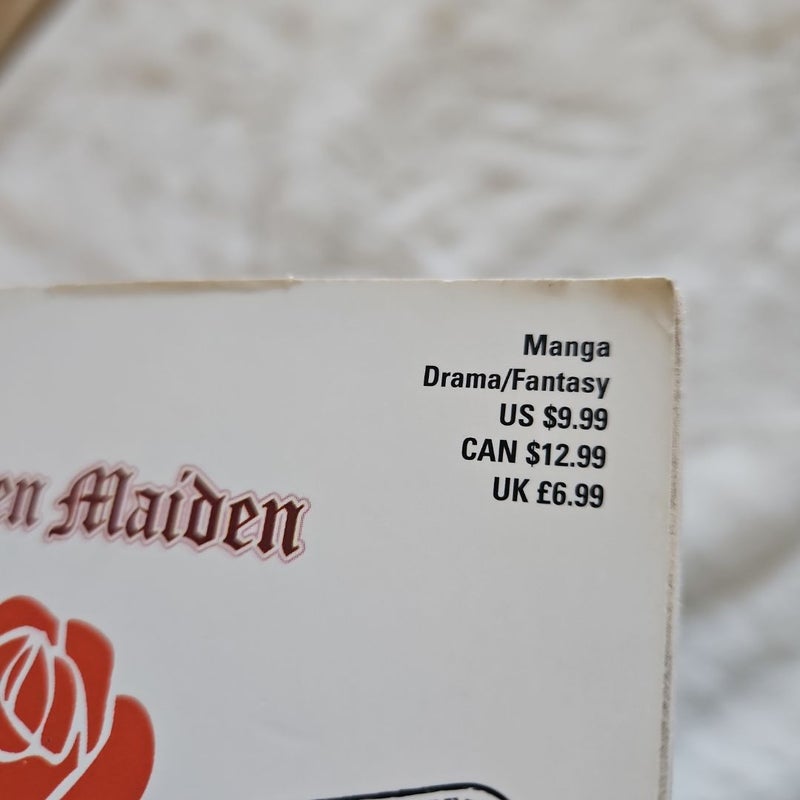 Manga
Drama/Fantasy
US $9.99
CAN $12.99
UK £6.99
en Maiden